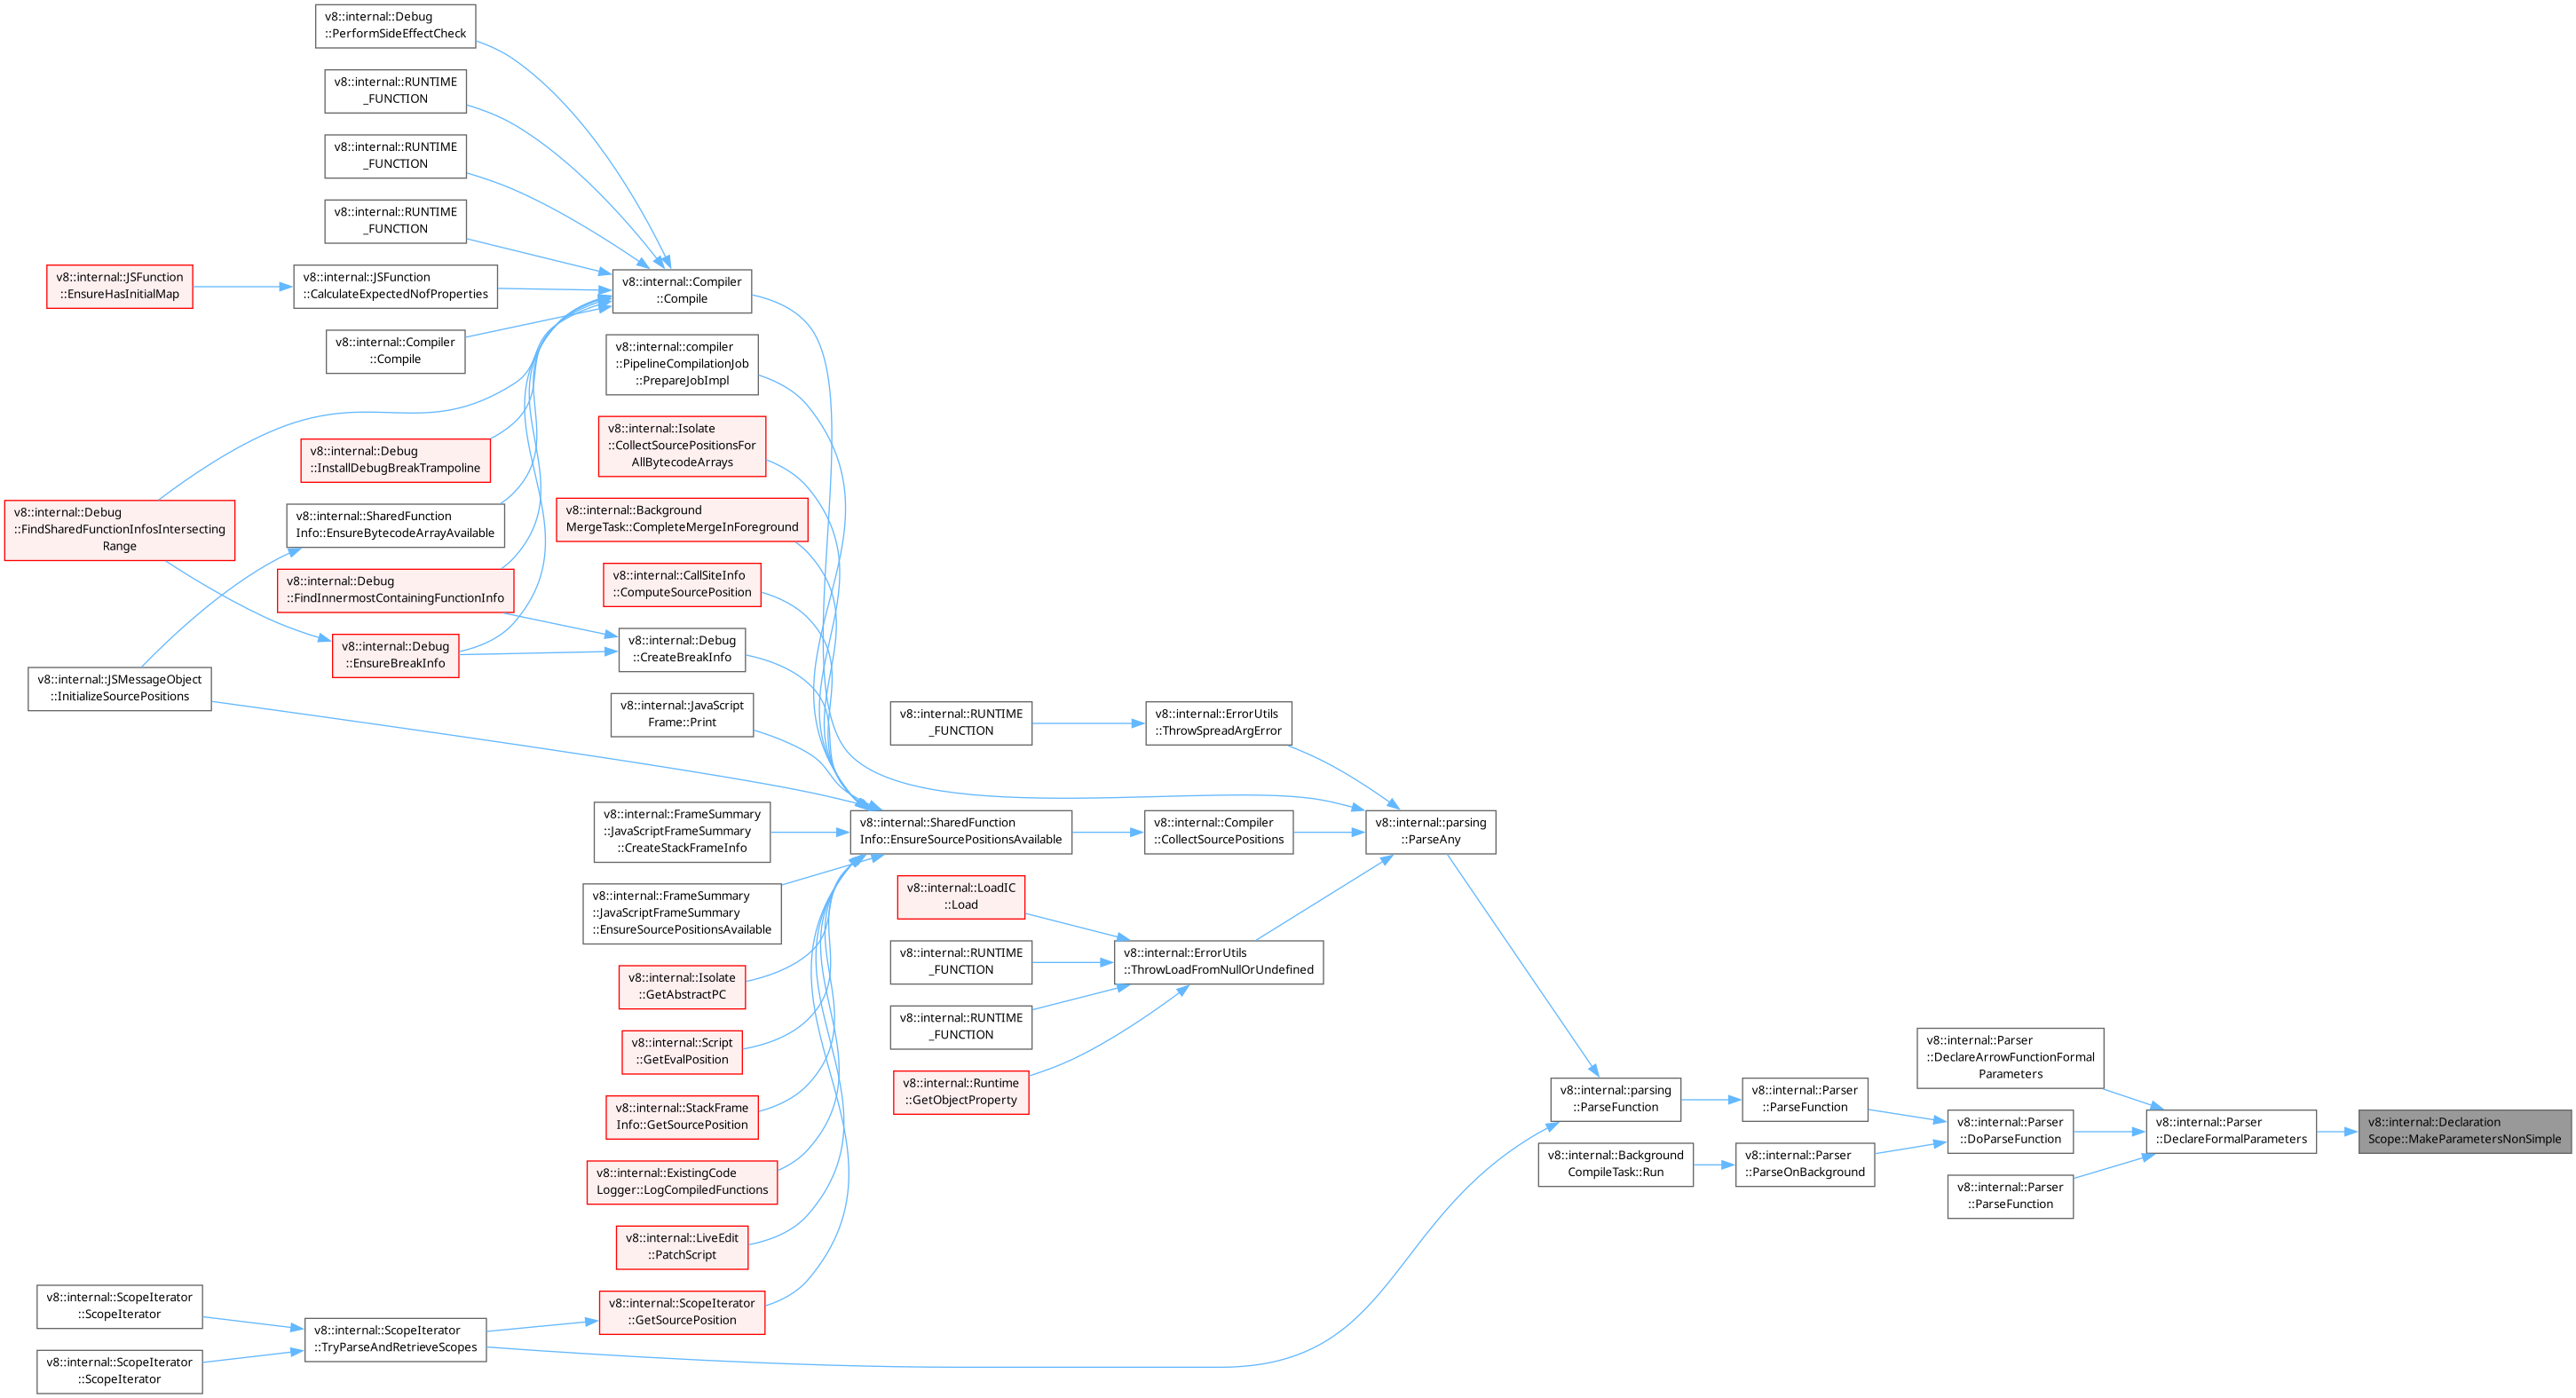 v8::internal::Debug
::PerformSideEffectCheck
v8::internal::RUNTIME
_FUNCTION
v8::internal::RUNTIME
_FUNCTION
v8::internal::RUNTIME
_FUNCTION
v8::internal::JSFunction
::EnsureHasInitialMap
v8::internal::JSFunction
::CalculateExpectedNofProperties
v8::internal::Compiler
::Compile
v8::internal::Compiler
::Compile
v8::internal::compiler
::PipelineCompilationJob
::PrepareJobImpl
v8::internal::Isolate
::CollectSourcePositionsFor
AllBytecodeArrays
v8::internal::Debug
::InstallDebugBreakTrampoline
v8::internal::Debug
::FindSharedFunctionInfosIntersecting
Range
v8::internal::SharedFunction
Info::EnsureBytecodeArrayAvailable
v8::internal::Background
MergeTask::CompleteMergeInForeground
v8::internal::Debug
::FindInnermostContainingFunctionInfo
v8::internal::CallSiteInfo
::ComputeSourcePosition
v8::internal::Debug
::EnsureBreakInfo
v8::internal::Debug
::CreateBreakInfo
v8::internal::JSMessageObject
::InitializeSourcePositions
v8::internal::JavaScript
Frame::Print
v8::internal::RUNTIME
_FUNCTION
v8::internal::ErrorUtils
::ThrowSpreadArgError
v8::internal::FrameSummary
::JavaScriptFrameSummary
::CreateStackFrameInfo
v8::internal::SharedFunction
Info::EnsureSourcePositionsAvailable
v8::internal::Compiler
::CollectSourcePositions
v8::internal::parsing
::ParseAny
v8::internal::FrameSummary
::JavaScriptFrameSummary
::EnsureSourcePositionsAvailable
v8::internal::LoadIC
::Load
v8::internal::Isolate
::GetAbstractPC
v8::internal::RUNTIME
_FUNCTION
v8::internal::ErrorUtils
::ThrowLoadFromNullOrUndefined
v8::internal::Script
::GetEvalPosition
v8::internal::RUNTIME
_FUNCTION
v8::internal::StackFrame
Info::GetSourcePosition
v8::internal::Runtime
::GetObjectProperty
v8::internal::parsing
::ParseFunction
v8::internal::Parser
::ParseFunction
v8::internal::Parser
::DeclareArrowFunctionFormal
Parameters
v8::internal::Parser
::DoParseFunction
v8::internal::Parser
::DeclareFormalParameters
v8::internal::Declaration
Scope::MakeParametersNonSimple
v8::internal::Background
CompileTask::Run
v8::internal::Parser
::ParseOnBackground
v8::internal::Parser
::ParseFunction
v8::internal::ExistingCode
Logger::LogCompiledFunctions
v8::internal::LiveEdit
::PatchScript
v8::internal::ScopeIterator
::GetSourcePosition
v8::internal::ScopeIterator
::ScopeIterator
v8::internal::ScopeIterator
::TryParseAndRetrieveScopes
v8::internal::ScopeIterator
::ScopeIterator